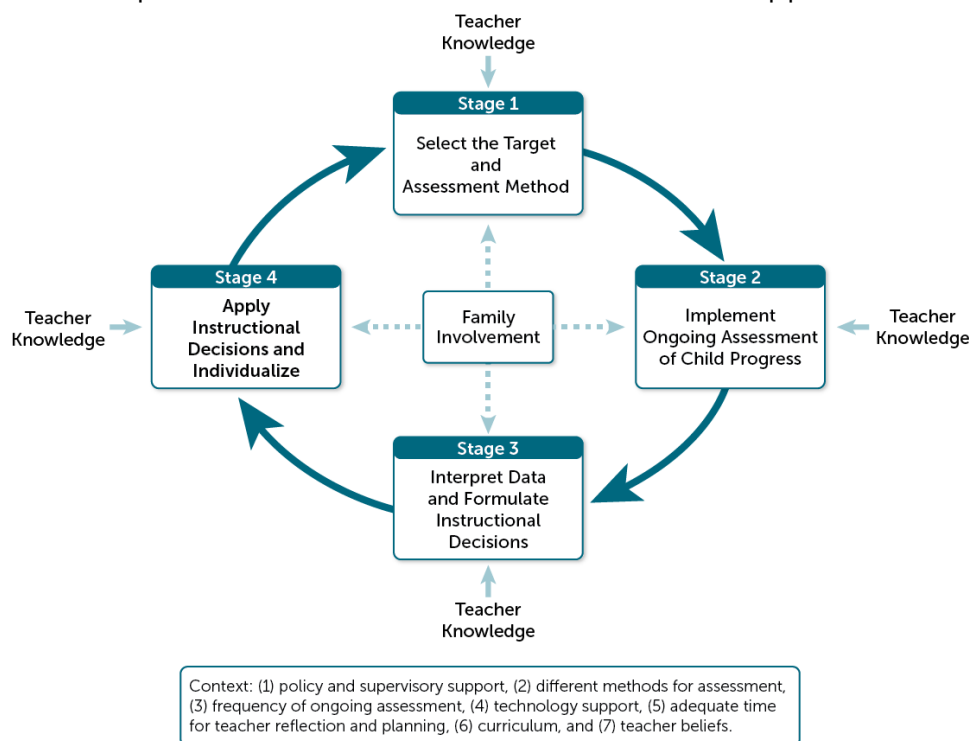 Teacher
Knowledge
Stage 1
Select the Target
and
Assessment Method
Stage 4
Apply
Instructional
Decisions and
Individualize
Teacher
Knowledge
Family
Involvement
Stage 2
Implement
Ongoing Assessment
of Child Progress
Teacher
Knowledge
Stage 3
Interpret Data
and Formulate
Instructional
Decisions
Teacher
Knowledge
Context: (1) policy and supervisory support, (2) different methods for assessment,
(3) frequency of ongoing assessment, (4) technology support, (5) adequate time
for teacher reflection and planning, (6) curriculum, and (7) teacher beliefs.